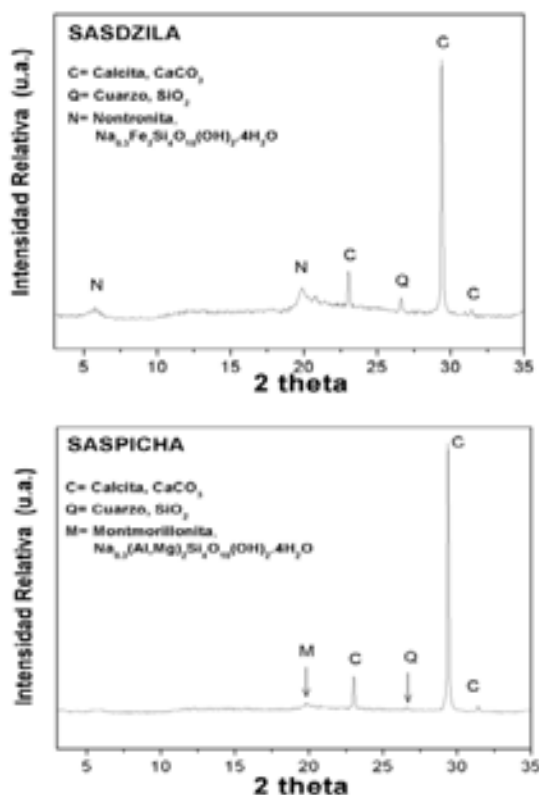 SASDZILA
C= Calcita, CaCO₃
Q= Cuarzo, SiO₂
N= Nontronita,
Na₀.₃Fe₂Si₄O₁₀(OH)₂.4H₂O
Intensidad Relativa (u.a.)
N
N
C
Q
C
C
5 10 15 20 25 30 35
2 theta
SASPICHA
C= Calcita, CaCO₃
Q= Cuarzo, SiO₂
M= Montmorillonita,
Na₀.₃(Al,Mg)₂Si₄O₁₀(OH)₂.4H₂O
Intensidad Relativa (u.a.)
M
C
Q
C
C
5 10 15 20 25 30 35
2 theta